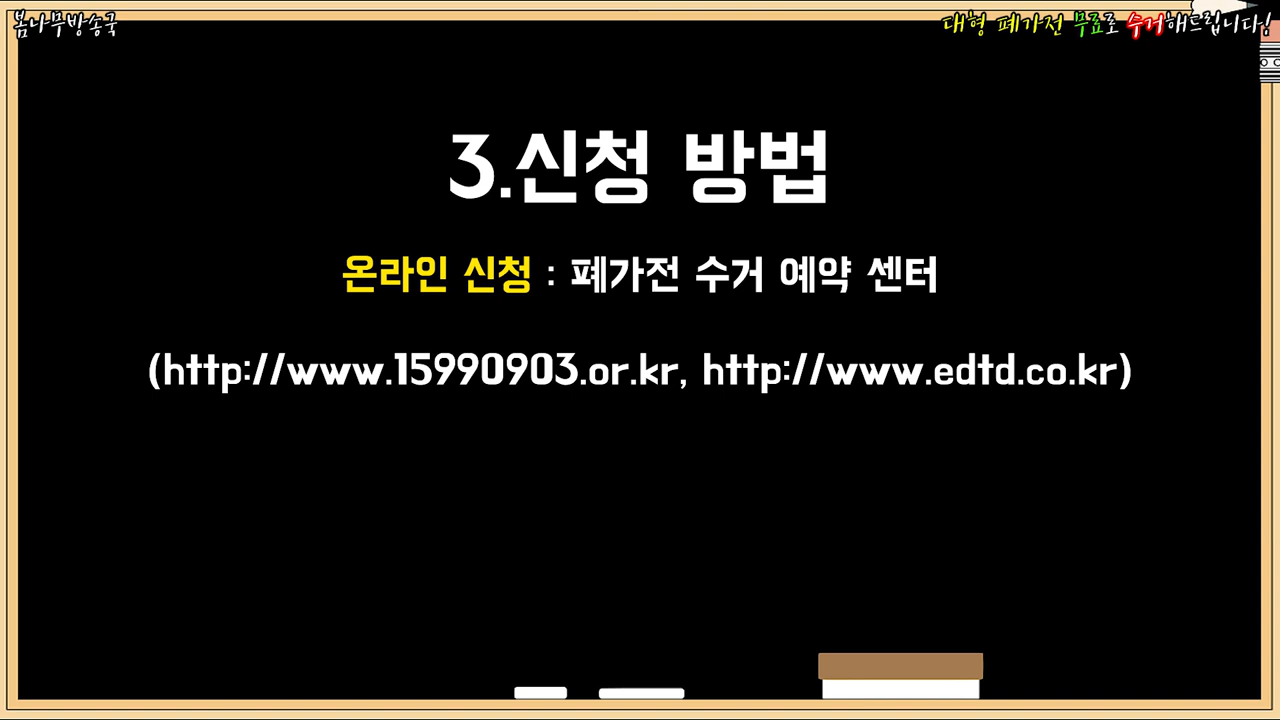 봄나무방송국
대형 폐가전 무료로 수거해드립니다!
3.신청 방법
온라인 신청 : 폐가전 수거 예약 센터
(http://www.15990903.or.kr, http://www.edtd.co.kr)